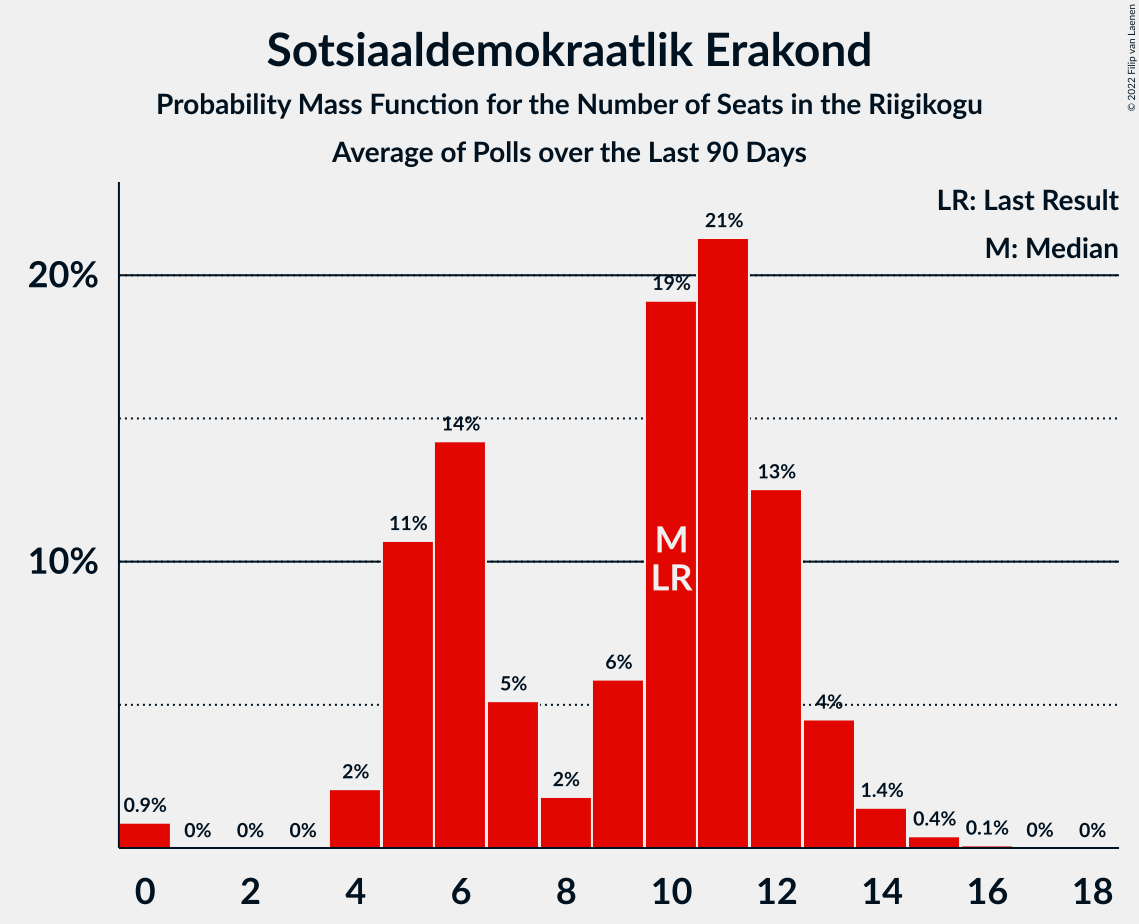 Sotsiaaldemokraatlik Erakond
Probability Mass Function for the Number of Seats in the Riigikogu
Average of Polls over the Last 90 Days
© 2022 Filip van Laenen
LR: Last Result
M: Median
20%
10%
0.9%
0%
0%
0%
2%
11%
14%
5%
2%
6%
19%
21%
13%
4%
1.4%
0.4%
0.1%
0%
0%
M
LR
0 2 4 6 8 10 12 14 16 18